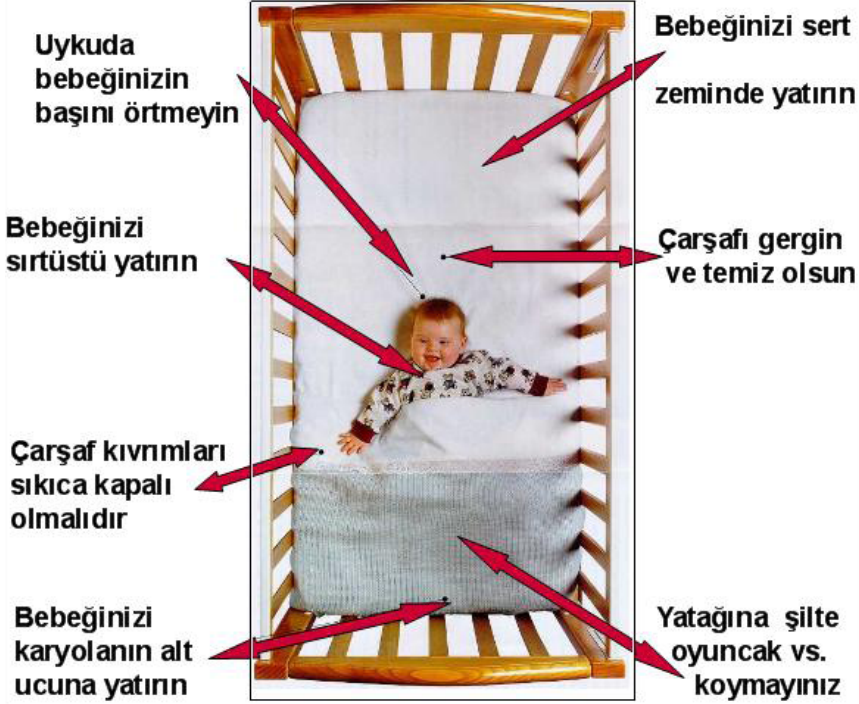 Uykuda
bebeğinizin
başını örtmeyin
Bebeğinizi sert
zeminde yatırın
Bebeğinizi
sırtüstü yatırın
Çarşafı gergin
ve temiz olsun
Çarşaf kıvrımları
sıkıca kapalı
olmalıdır
Bebeğinizi
karyolanın alt
ucuna yatırın
Yatağına şilte
oyuncak vs.
koymayınız